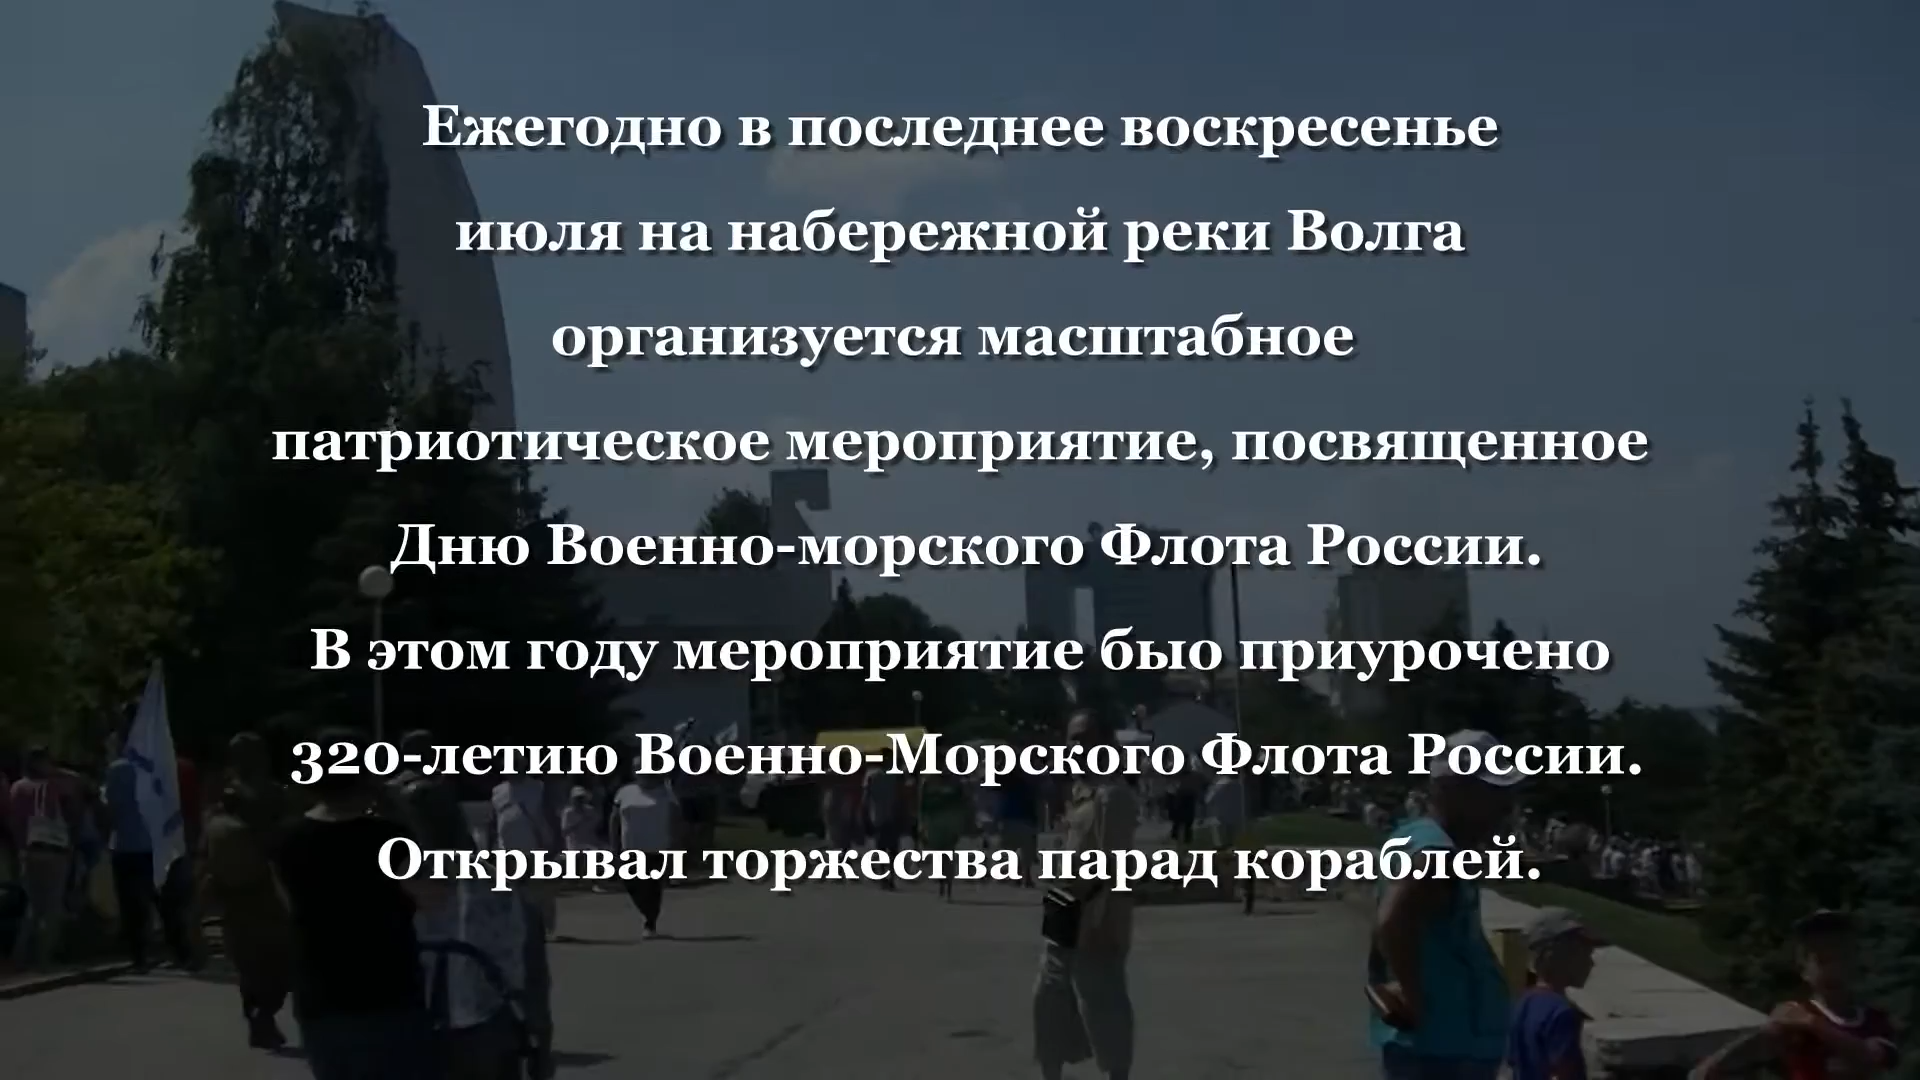 Ежегодно в последнее воскресенье
июля на набережной реки Волга
организуется масштабное
патриотическое мероприятие, посвященное
Дню Военно-морского Флота России.
В этом году мероприятие быо приурочено
320-летию Военно-Морского Флота России.
Открывал торжества парад кораблей.